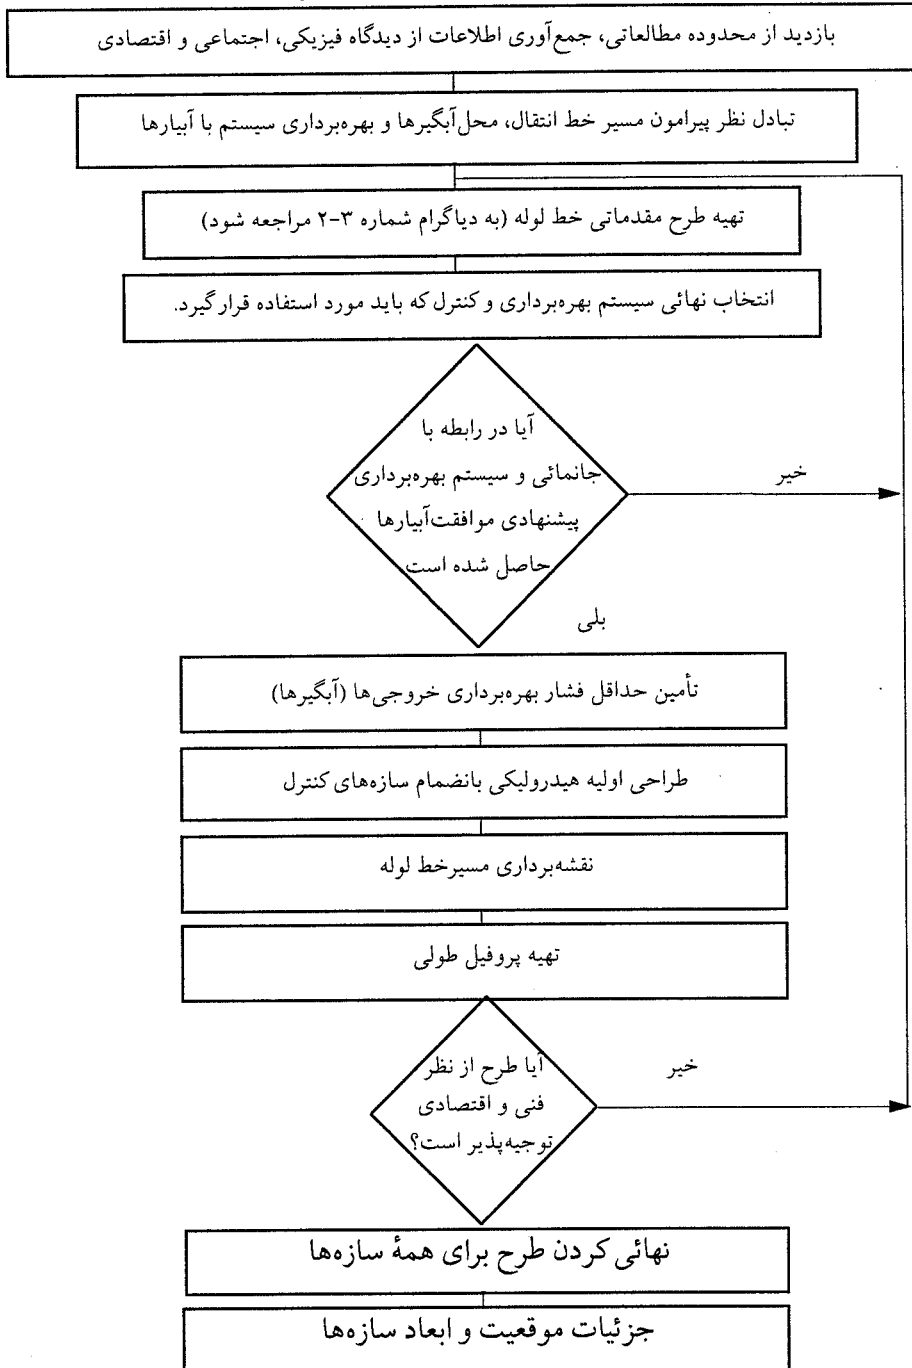 بازدید از محدوده مطالعاتی، جمع‌آوری اطلاعات از دیدگاه فیزیکی، اجتماعی و اقتصادی
تبادل نظر پیرامون مسیر خط انتقال، محل آبگیرها و بهره‌برداری سیستم با آبیارها
تهیه طرح مقدماتی خط لوله (به دیاگرام شماره ۳-۲ مراجعه شود)
انتخاب نهائی سیستم بهره‌برداری و کنترل که باید مورد استفاده قرار گیرد.
آیا در رابطه با
جانمائی و سیستم بهره‌برداری
پیشنهادی موافقت آبیارها
حاصل شده است
خیر
بلی
تأمین حداقل فشار بهره‌برداری خروجی‌ها (آبگیرها)
طراحی اولیه هیدرولیکی بانضمام سازه‌های کنترل
نقشه‌برداری مسیر خط لوله
تهیه پروفیل طولی
آیا طرح از نظر
فنی و اقتصادی
توجیه‌پذیر است؟
خیر
نهائی کردن طرح برای همۀ سازه‌ها
جزئیات موقعیت و ابعاد سازه‌ها